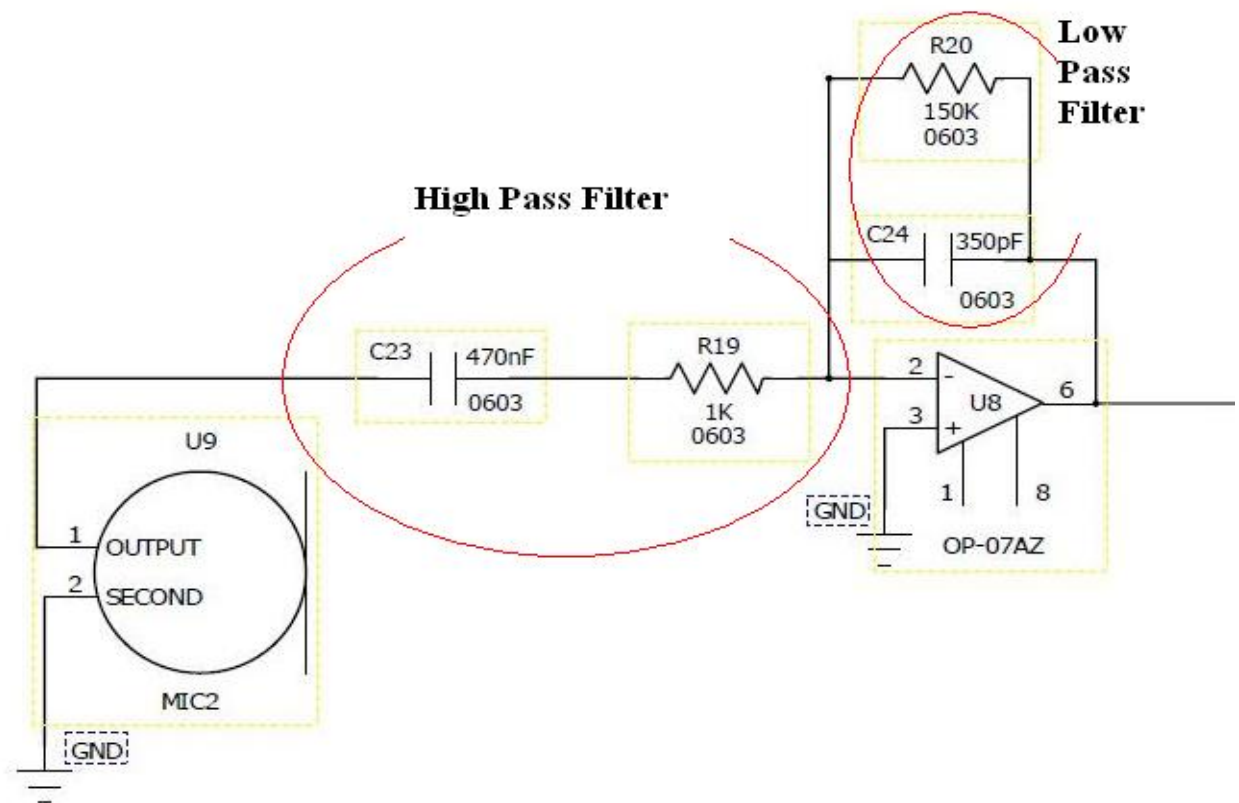 Low
Pass
Filter
R20
150K
0603
High Pass Filter
C24
350pF
0603
C23
470nF
0603
R19
1K
0603
2
-
U8
6
3
+
1
8
GND
OP-07AZ
U9
1
OUTPUT
2
SECOND
MIC2
GND